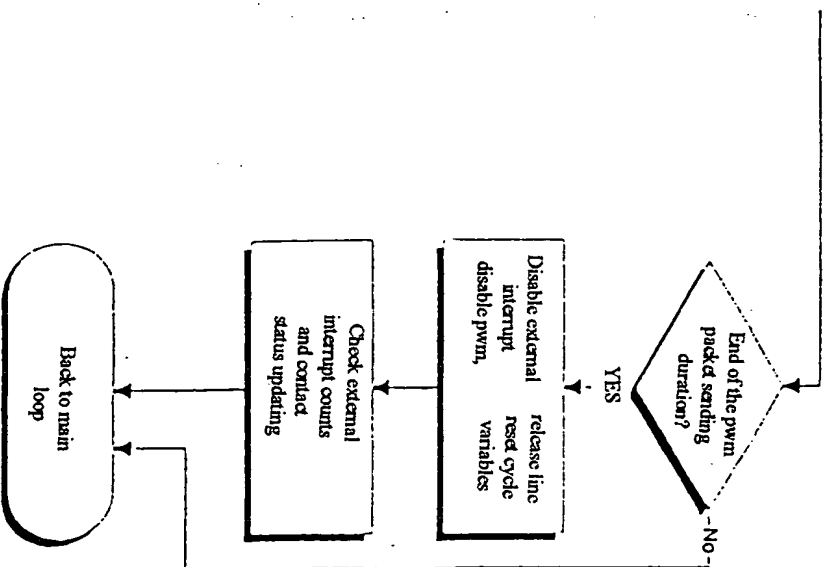 End of the pwm
packet sending
duration?
No
YES
Disable external
interrupt
disable pwm,
release line
reset cycle
variables
Check external
interrupt counts
and contact
status updating
Back to main
loop